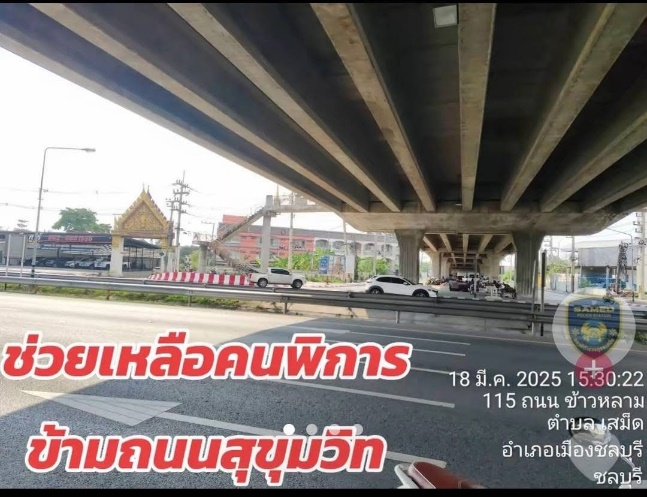 ช่วยเหลือคนพิการ
ข้ามถนนสุขุมวิท
SAMED
18 มี.ค. 2025 15:30:22
115 ถนน ข้าวหลาม
ตำบล เสม็ด
อำเภอเมืองชลบุรี
ชลบุรี